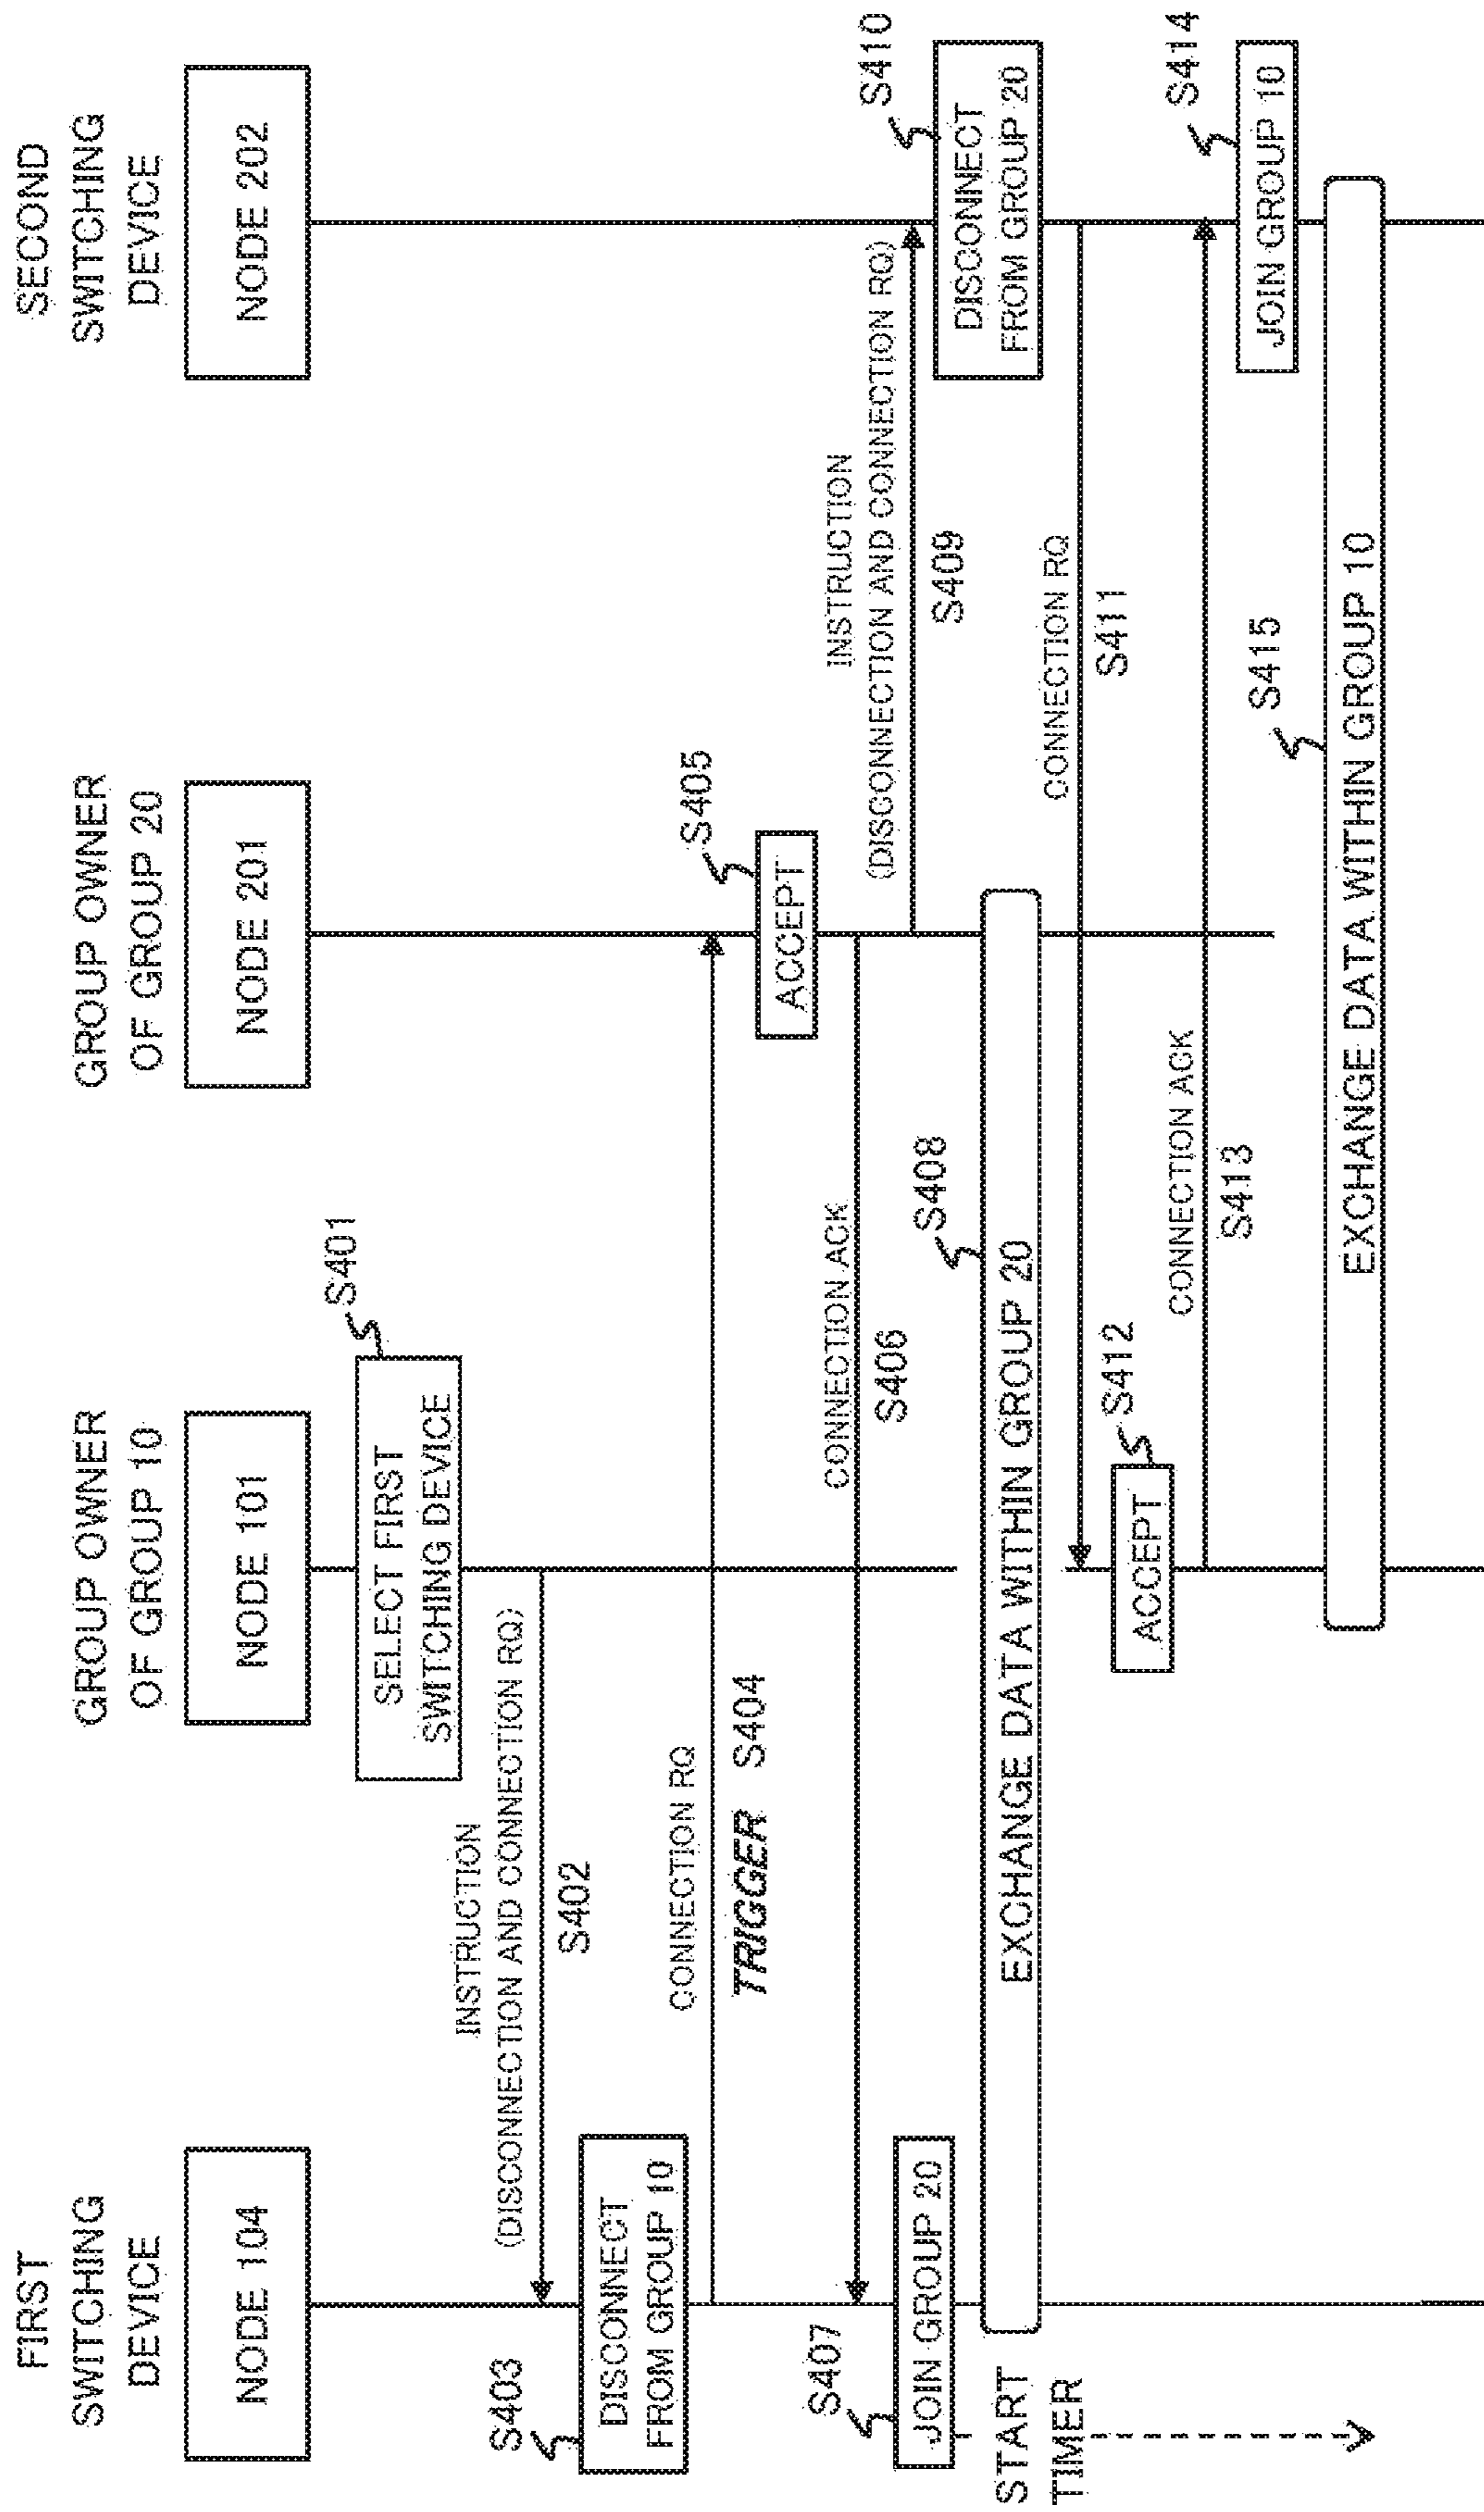 FIRST
SWITCHING
DEVICE
NODE 104
GROUP OWNER
OF GROUP 10
NODE 101
GROUP OWNER
OF GROUP 20
NODE 201
SECOND
SWITCHING
DEVICE
NODE 202
S401
SELECT FIRST
SWITCHING DEVICE
INSTRUCTION
(DISCONNECTION AND CONNECTION RQ)
S402
S403
DISCONNECT
FROM GROUP 10
CONNECTION RQ
TRIGGER S404
S405
ACCEPT
CONNECTION ACK
S406
S407
JOIN GROUP 20
START
TIMER
INSTRUCTION
(DISCONNECTION AND CONNECTION RQ)
S409
S408
EXCHANGE DATA WITHIN GROUP 20
S410
DISCONNECT
FROM GROUP 20
CONNECTION RQ
S411
S412
ACCEPT
CONNECTION ACK
S413
S414
JOIN GROUP 10
S415
EXCHANGE DATA WITHIN GROUP 10